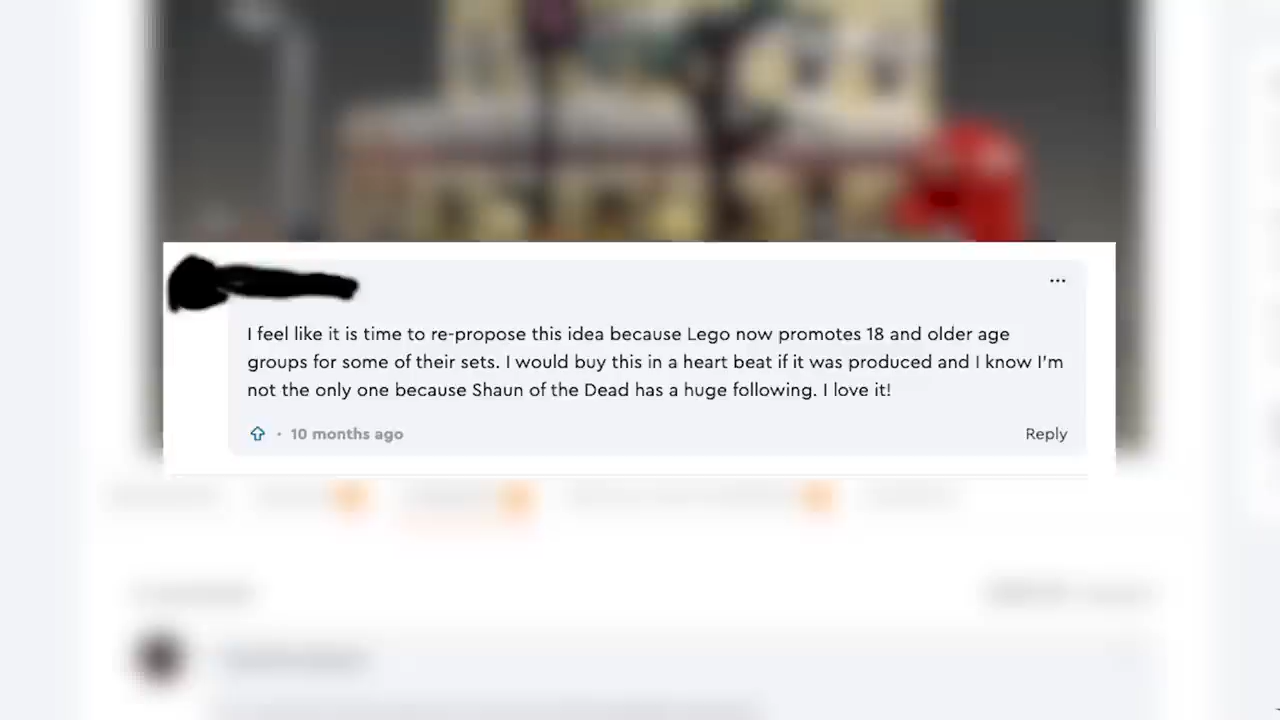 ...
I feel like it is time to re-propose this idea because Lego now promotes 18 and older age
groups for some of their sets. I would buy this in a heart beat if it was produced and I know I'm
not the only one because Shaun of the Dead has a huge following. I love it!
· 10 months ago
Reply